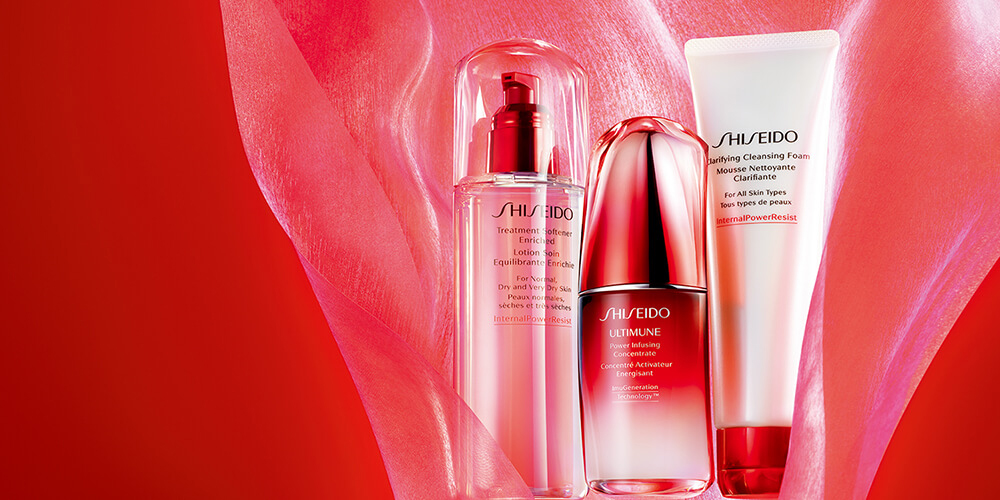 SHISEIDO
Treatment Softener
Enriched
Lotion Soin
Equilibrante Enrichie
For Normal,
Dry and Very Dry Skin
Peaux normales,
sèches et très sèches
InternalPowerResist
SHISEIDO
ULTIMUNE
Power Infusing
Concentrate
Concentré Activateur
Energisant
ImuGeneration
Technology™
SHISEIDO
Clarifying Cleansing Foam
Mousse Nettoyante
Clarifiante
For All Skin Types
Tous types de peaux
InternalPowerResist